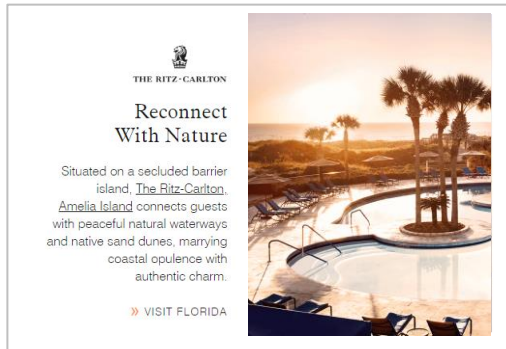 THE RITZ-CARLTON
Reconnect
With Nature
Situated on a secluded barrier
island, The Ritz-Carlton,
Amelia Island connects guests
with peaceful natural waterways
and native sand dunes, marrying
coastal opulence with
authentic charm.
» VISIT FLORIDA